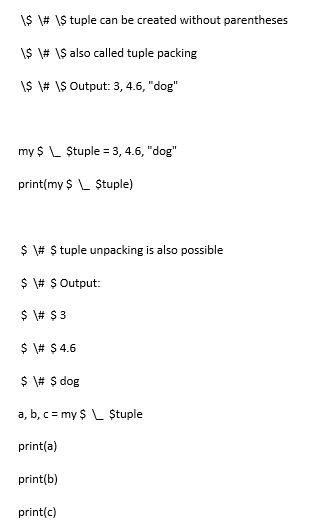 \$ \# \$ tuple can be created without parentheses
\$ \# \$ also called tuple packing
\$ \# \$ Output: 3, 4.6, "dog"
my $ \_ $tuple = 3, 4.6, "dog"
print(my $ \_ $tuple)
$ \# $ tuple unpacking is also possible
$ \# $ Output:
$ \# $ 3
$ \# $ 4.6
$ \# $ dog
a, b, c = my $ \_ $tuple
print(a)
print(b)
print(c)